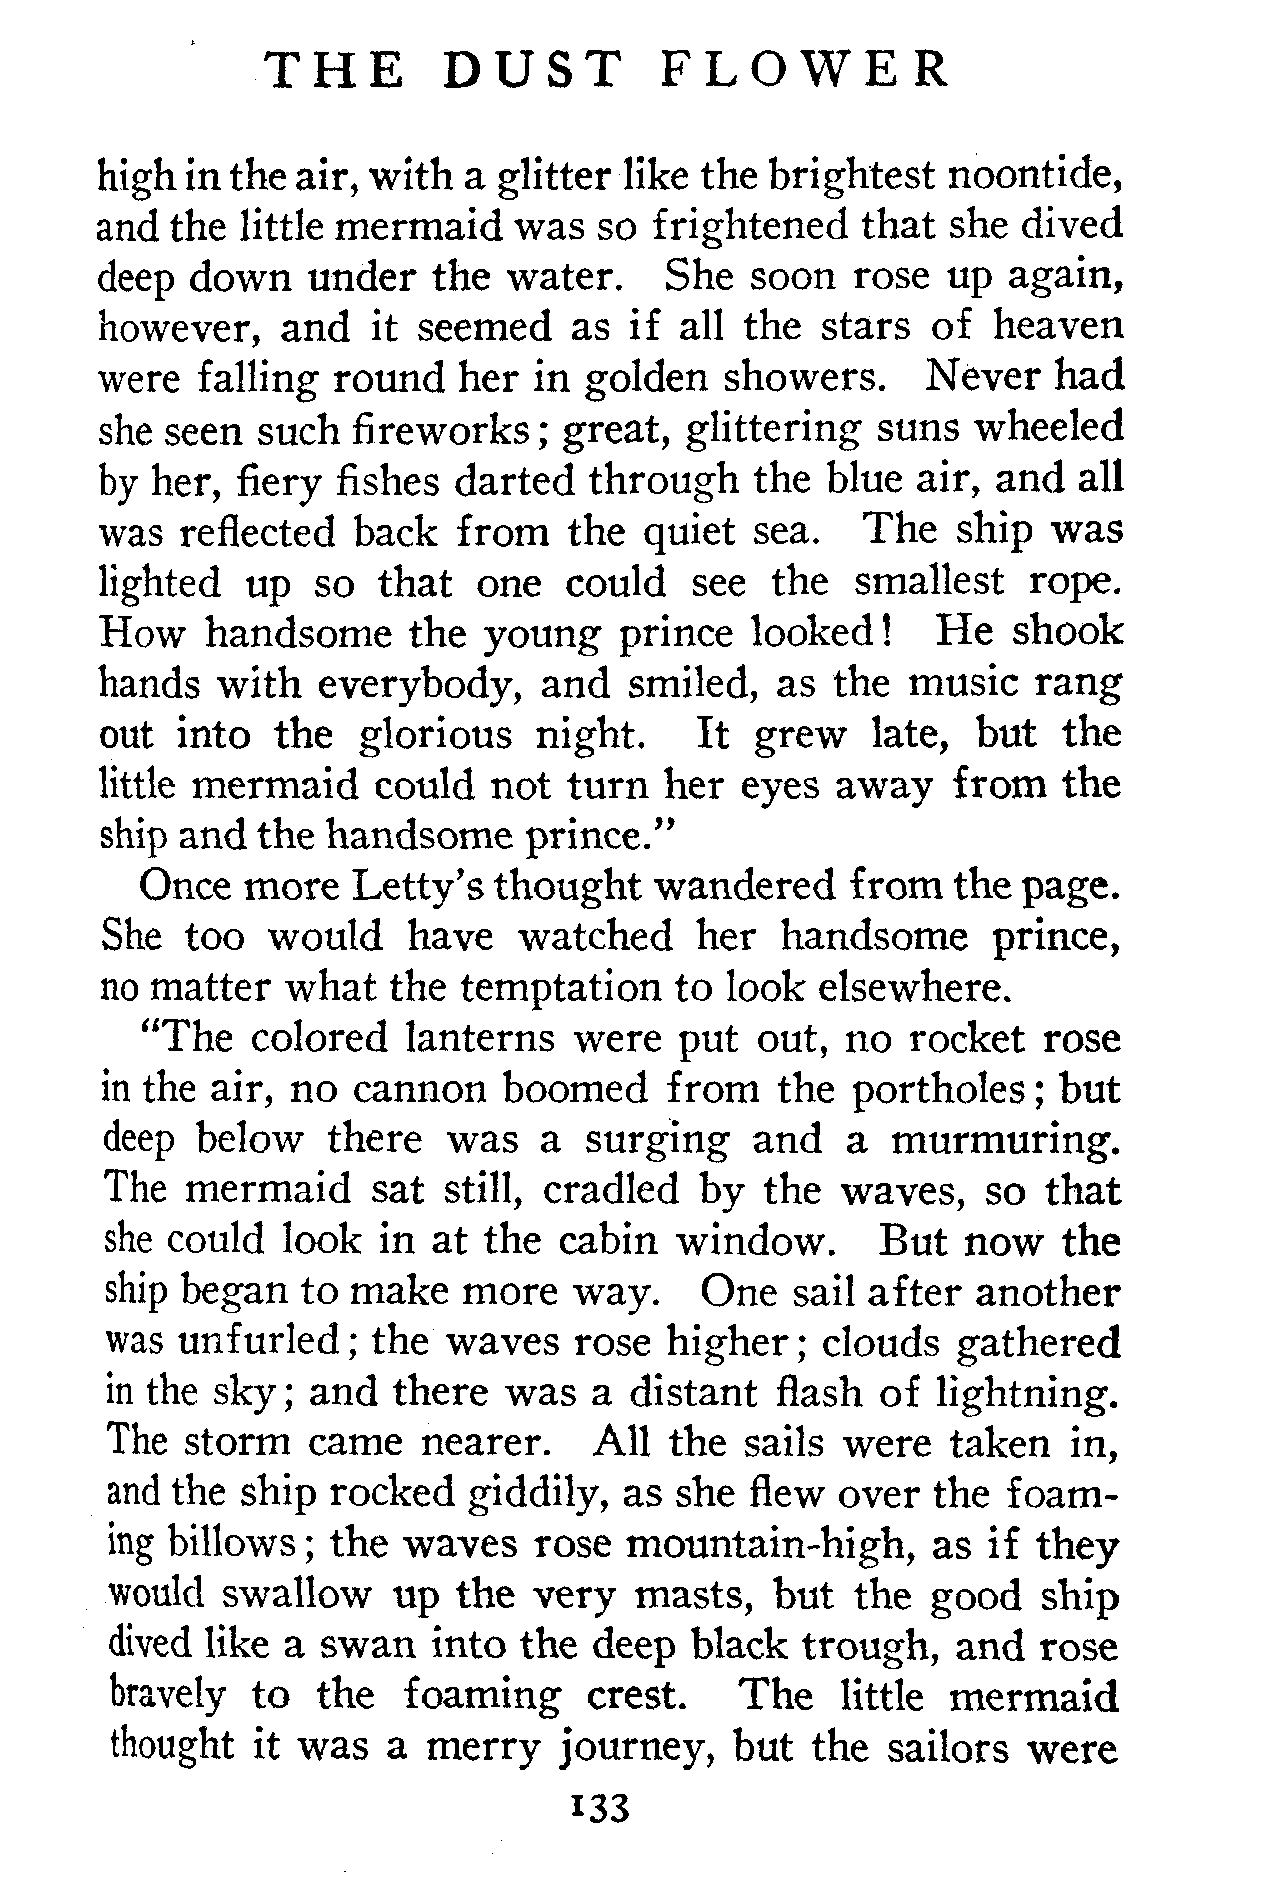 THE DUST FLOWER
high in the air, with a glitter like the brightest noontide,
and the little mermaid was so frightened that she dived
deep down under the water. She soon rose up again,
however, and it seemed as if all the stars of heaven
were falling round her in golden showers. Never had
she seen such fireworks; great, glittering suns wheeled
by her, fiery fishes darted through the blue air, and all
was reflected back from the quiet sea. The ship was
lighted up so that one could see the smallest rope.
How handsome the young prince looked! He shook
hands with everybody, and smiled, as the music rang
out into the glorious night. It grew late, but the
little mermaid could not turn her eyes away from the
ship and the handsome prince."
Once more Letty's thought wandered from the page.
She too would have watched her handsome prince,
no matter what the temptation to look elsewhere.
"The colored lanterns were put out, no rocket rose
in the air, no cannon boomed from the portholes; but
deep below there was a surging and a murmuring.
The mermaid sat still, cradled by the waves, so that
she could look in at the cabin window. But now the
ship began to make more way. One sail after another
was unfurled; the waves rose higher; clouds gathered
in the sky; and there was a distant flash of lightning.
The storm came nearer. All the sails were taken in,
and the ship rocked giddily, as she flew over the foam-
ing billows; the waves rose mountain-high, as if they
would swallow up the very masts, but the good ship
dived like a swan into the deep black trough, and rose
bravely to the foaming crest. The little mermaid
thought it was a merry journey, but the sailors were
133